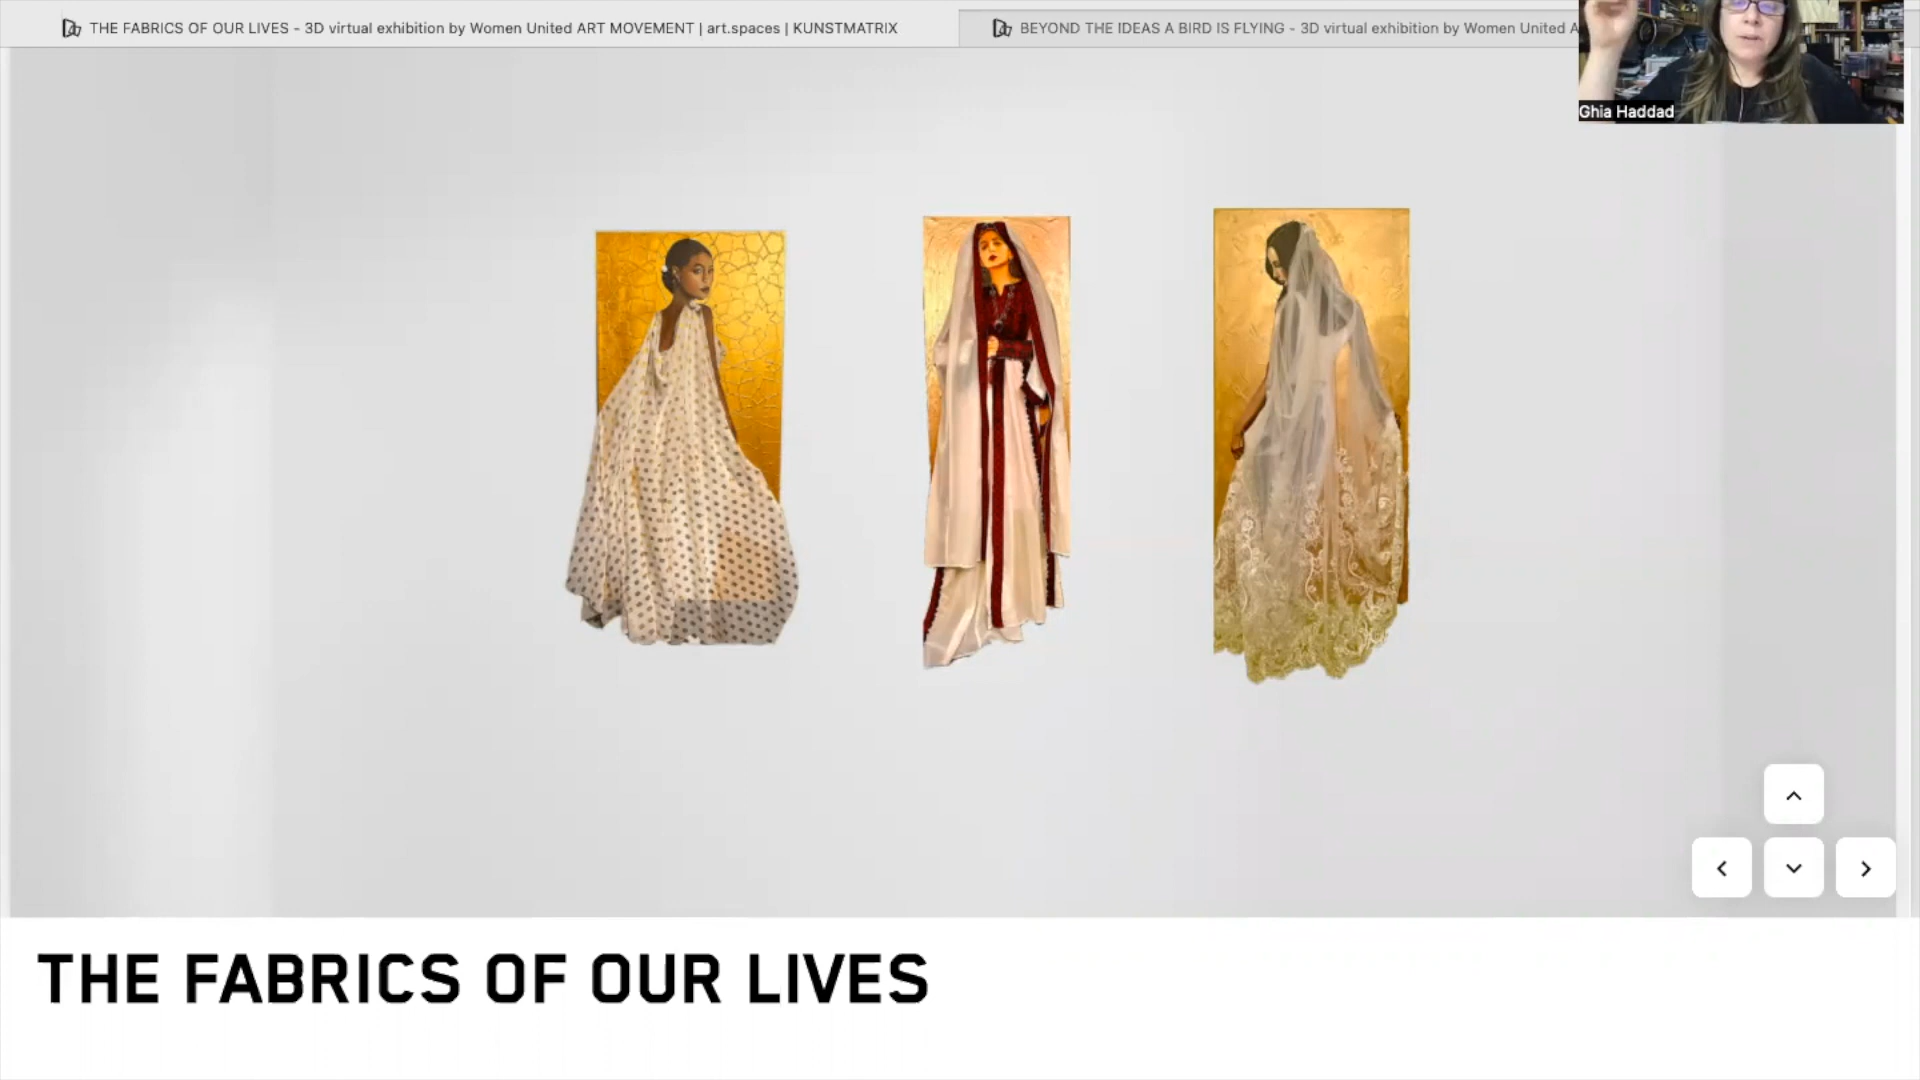 THE FABRICS OF OUR LIVES - 3D virtual exhibition by Women United ART MOVEMENT | art.spaces | KUNSTMATRIX
BEYOND THE IDEAS A BIRD IS FLYING - 3D virtual exhibition by Women United
Ghia Haddad
THE FABRICS OF OUR LIVES